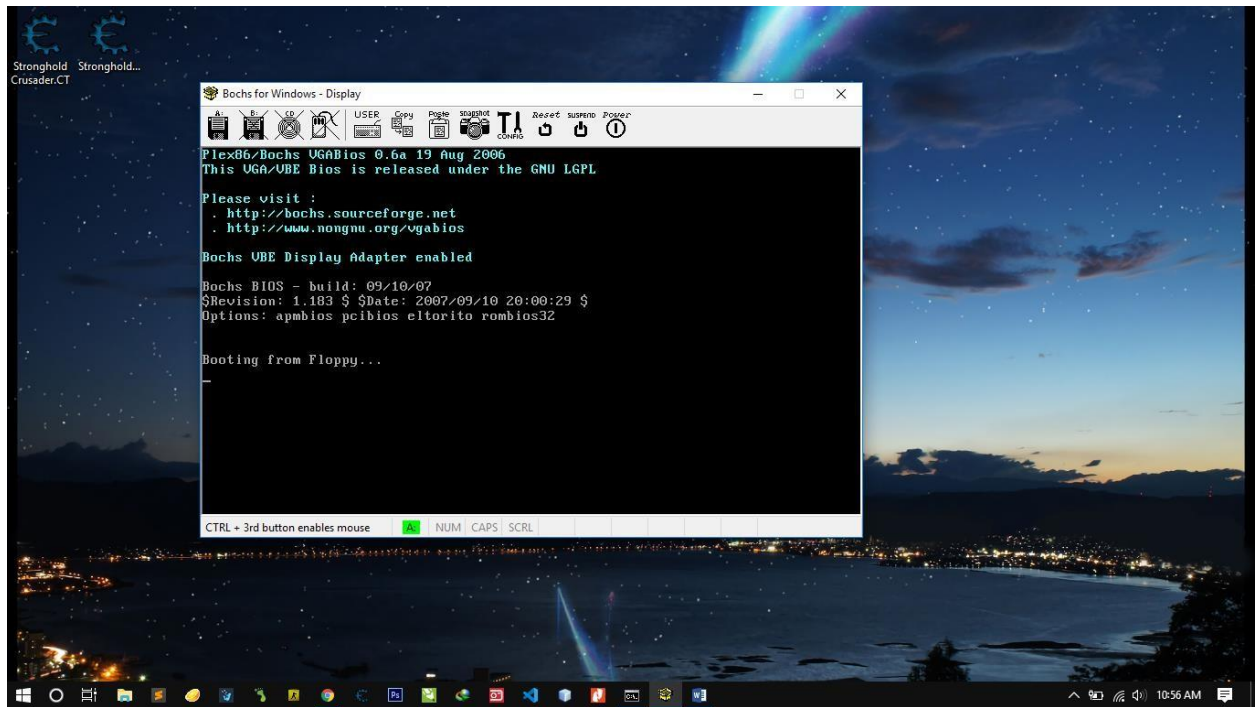 Stronghold Crusader.CT
Stronghold...
Bochs for Windows - Display
A: B: CD USER Copy Paste snapshot CONFIG Reset SUSPEND Power
Plex86/Bochs VGABios 0.6a 19 Aug 2006
This VGA/VBE Bios is released under the GNU LGPL
Please visit :
. http://bochs.sourceforge.net
. http://www.nongnu.org/vgabios
Bochs VBE Display Adapter enabled
Bochs BIOS - build: 09/10/07
$Revision: 1.183 $ $Date: 2007/09/10 20:00:29 $
Options: apmbios pcibios eltorito rombios32
Booting from Floppy...
CTRL + 3rd button enables mouse A: NUM CAPS SCRL
10:56 AM